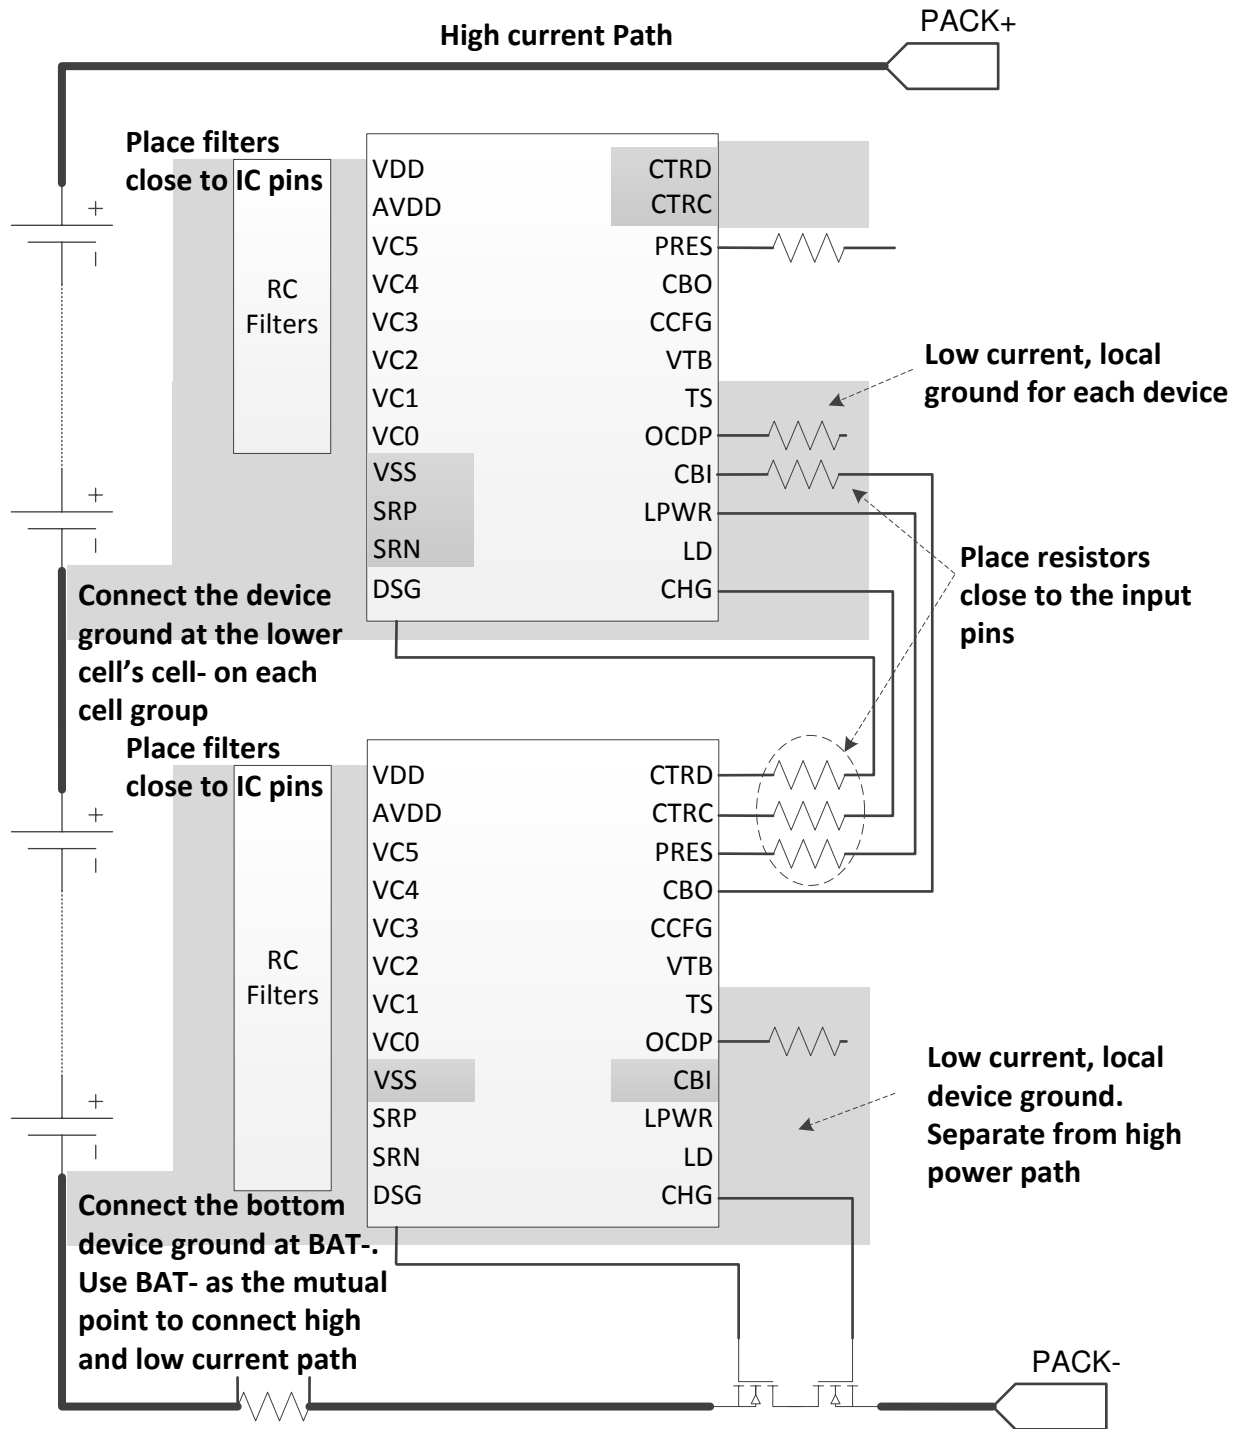 PACK+
High current Path
Place filters
close to IC pins
RC
Filters
VDD
AVDD
VC5
VC4
VC3
VC2
VC1
VC0
VSS
SRP
SRN
DSG
CTRD
CTRC
PRES
CBO
CCFG
VTB
TS
OCDP
CBI
LPWR
LD
CHG
Low current, local
ground for each device
Place resistors
close to the input
pins
+
–
+
–
Connect the device
ground at the lower
cell’s cell- on each
cell group
Place filters
close to IC pins
RC
Filters
VDD
AVDD
VC5
VC4
VC3
VC2
VC1
VC0
VSS
SRP
SRN
DSG
CTRD
CTRC
PRES
CBO
CCFG
VTB
TS
OCDP
CBI
LPWR
LD
CHG
Low current, local
device ground.
Separate from high
power path
+
–
+
–
Connect the bottom
device ground at BAT-.
Use BAT- as the mutual
point to connect high
and low current path
PACK-